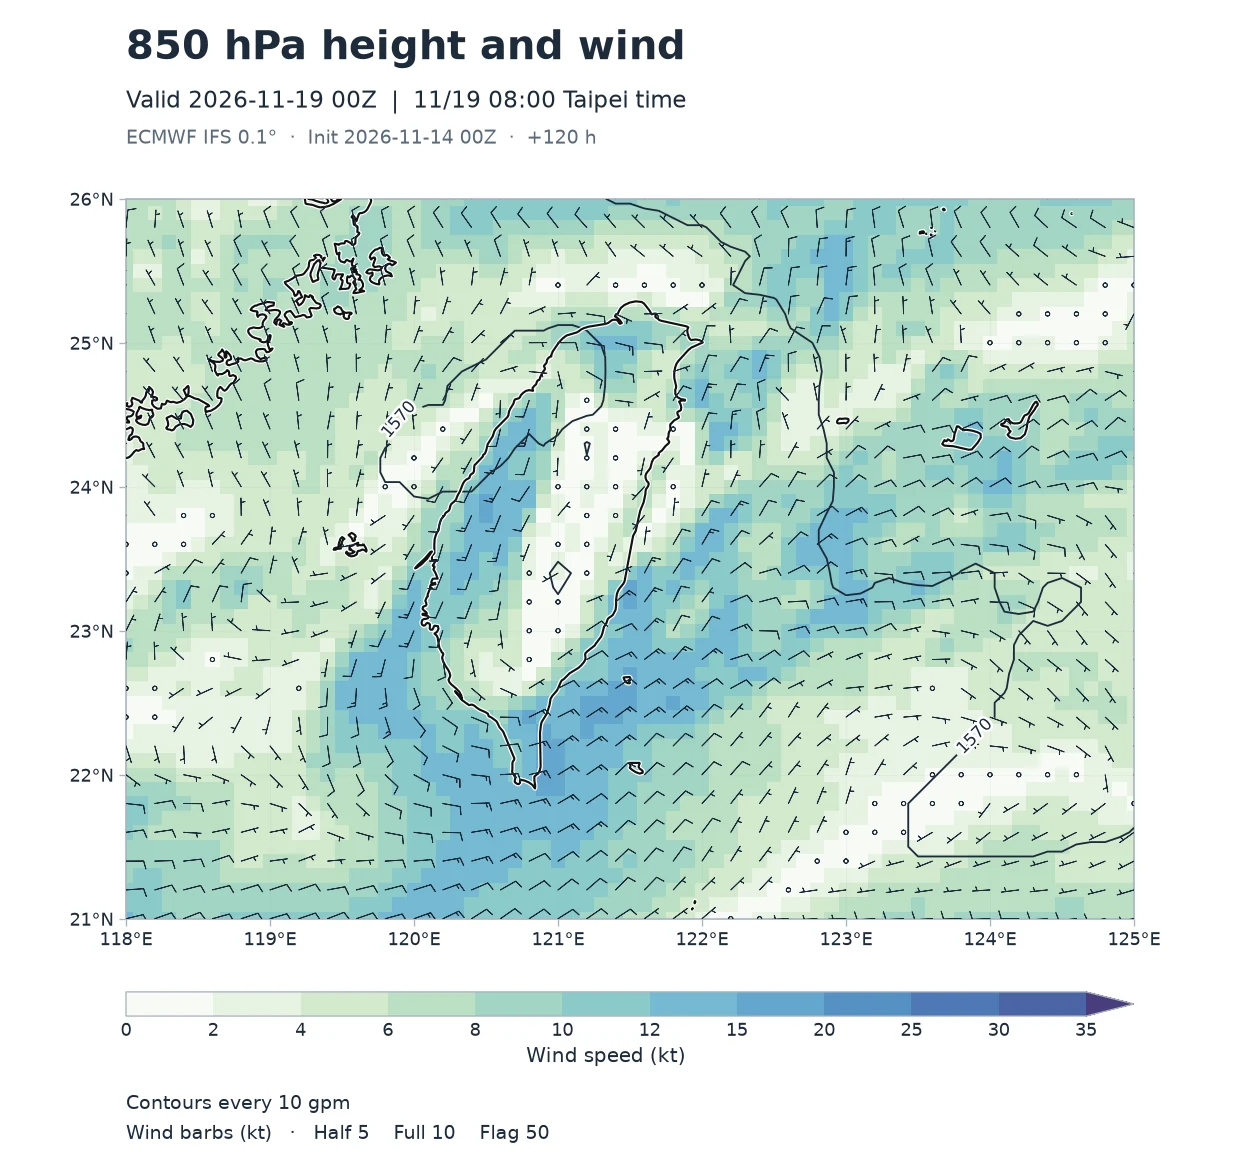 850 hPa height and wind
Valid 2026-11-19 00Z | 11/19 08:00 Taipei time
ECMWF IFS 0.1° · Init 2026-11-14 00Z · +120 h
26°N
25°N
24°N
23°N
22°N
21°N
1570
1570
118°E 119°E 120°E 121°E 122°E 123°E 124°E 125°E
0 2 4 6 8 10 12 15 20 25 30 35
Wind speed (kt)
Contours every 10 gpm
Wind barbs (kt) · Half 5 Full 10 Flag 50